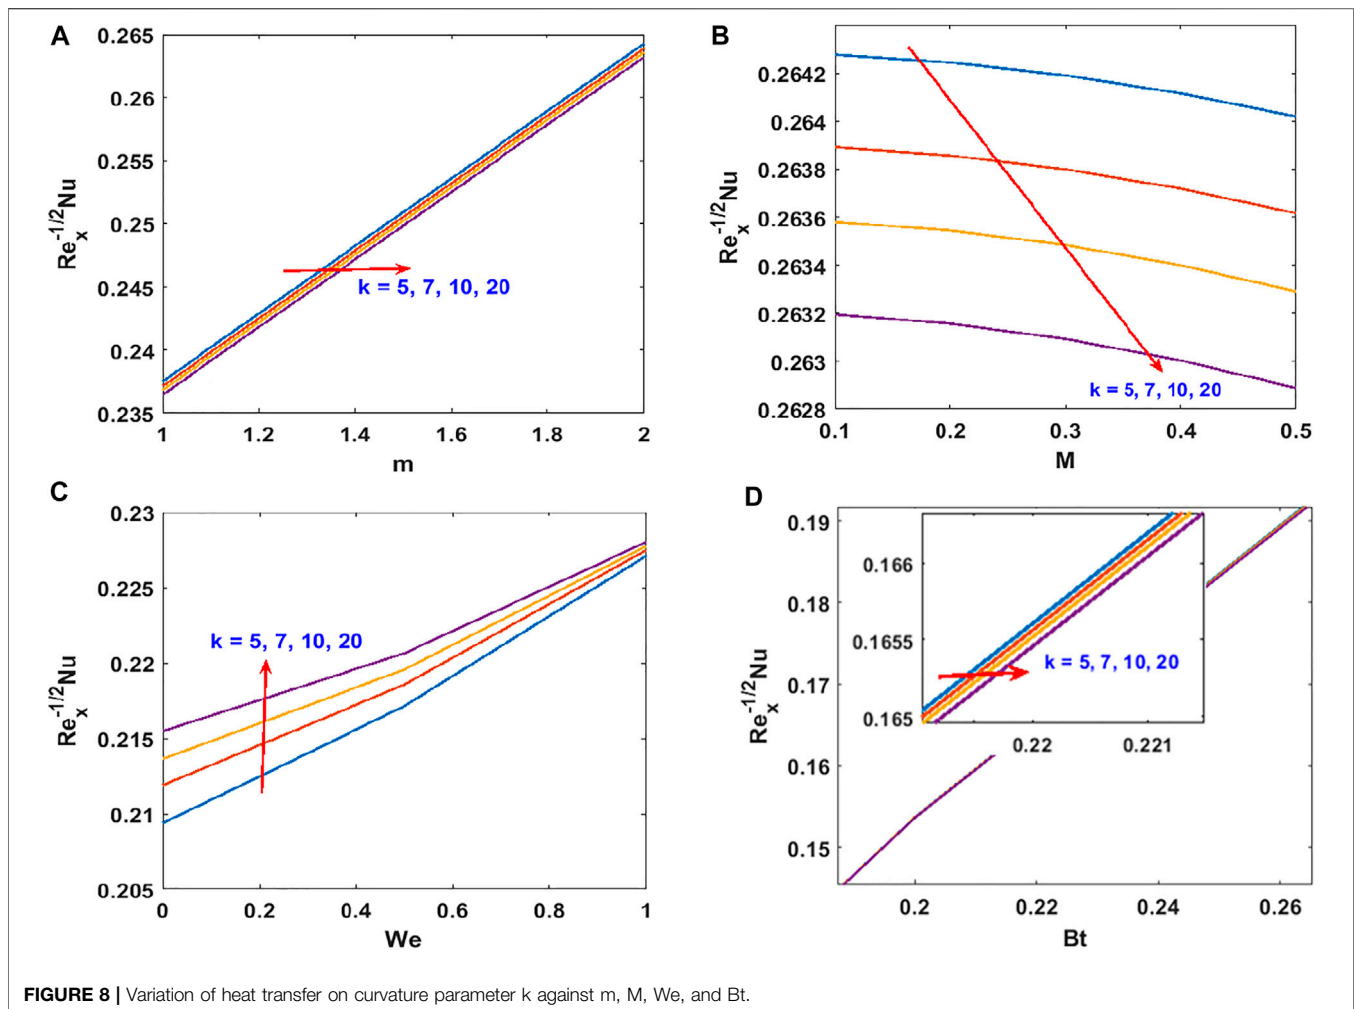 A
0.265
0.26
0.255
0.25
0.245
0.24
0.235
Re_x^-1/2 Nu
k = 5, 7, 10, 20
1 1.2 1.4 1.6 1.8 2
m
B
0.2642
0.264
0.2638
0.2636
0.2634
0.2632
0.263
0.2628
Re_x^-1/2 Nu
k = 5, 7, 10, 20
0.1 0.2 0.3 0.4 0.5
M
C
0.23
0.225
0.22
0.215
0.21
0.205
Re_x^-1/2 Nu
k = 5, 7, 10, 20
0 0.2 0.4 0.6 0.8 1
We
D
0.19
0.18
0.17
0.16
0.15
Re_x^-1/2 Nu
0.166
0.1655
0.165
k = 5, 7, 10, 20
0.22 0.221
0.2 0.22 0.24 0.26
Bt
FIGURE 8 | Variation of heat transfer on curvature parameter k against m, M, We, and Bt.